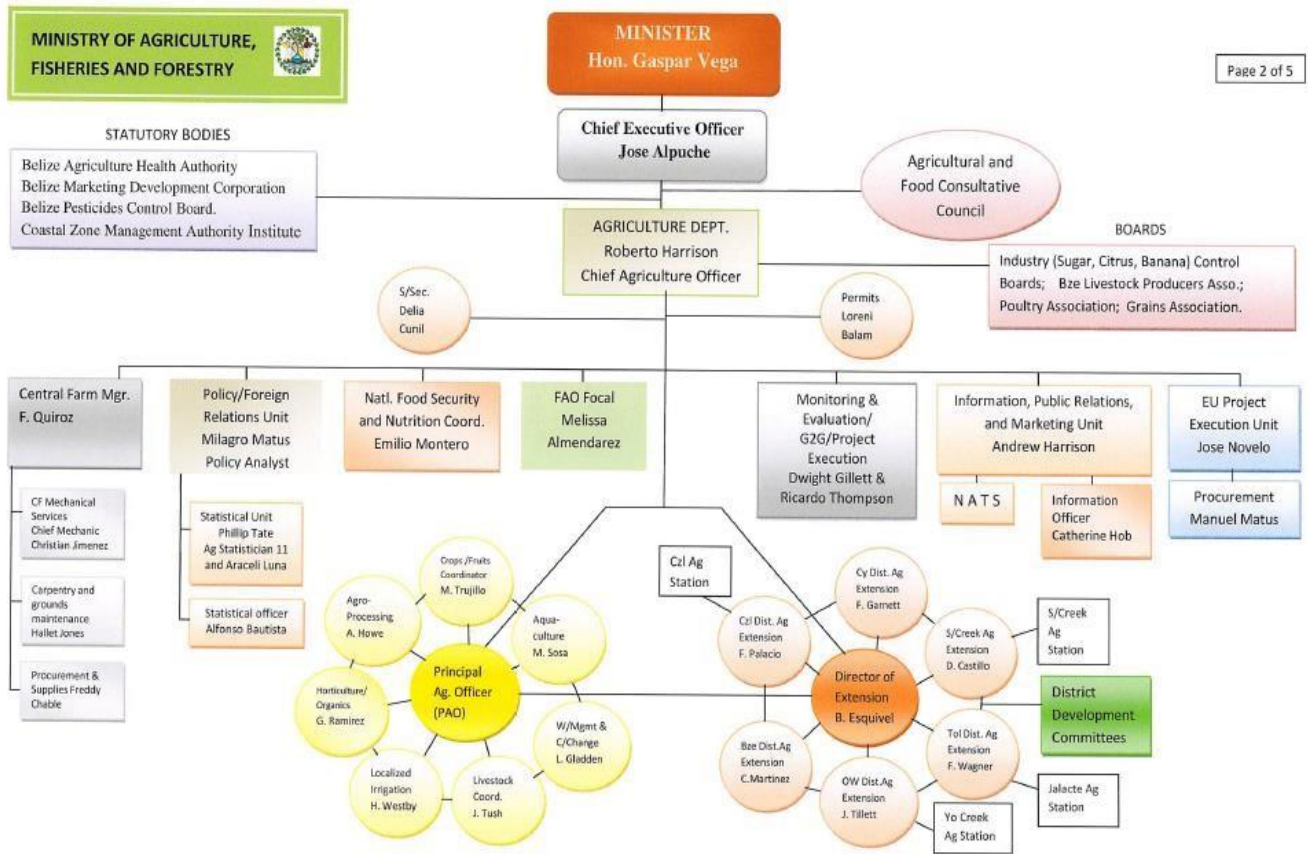 MINISTRY OF AGRICULTURE,
FISHERIES AND FORESTRY
MINISTER
Hon. Gaspar Vega
Page 2 of 5
Chief Executive Officer
Jose Alpuche
STATUTORY BODIES
Belize Agriculture Health Authority
Belize Marketing Development Corporation
Belize Pesticides Control Board.
Coastal Zone Management Authority Institute
Agricultural and
Food Consultative
Council
AGRICULTURE DEPT.
Roberto Harrison
Chief Agriculture Officer
BOARDS
Industry (Sugar, Citrus, Banana) Control
Boards; Bze Livestock Producers Asso.;
Poultry Association; Grains Association.
S/Sec.
Delia
Cunil
Permits
Loreni
Balam
Central Farm Mgr.
F. Quiroz
Policy/Foreign
Relations Unit
Milagro Matus
Policy Analyst
Natl. Food Security
and Nutrition Coord.
Emilio Montero
FAO Focal
Melissa
Almendarez
Monitoring &
Evaluation/
G2G/Project
Execution
Dwight Gillett &
Ricardo Thompson
Information, Public Relations,
and Marketing Unit
Andrew Harrison
EU Project
Execution Unit
Jose Novelo
CF Mechanical
Services
Chief Mechanic
Christian Jimenez
Carpentry and
grounds
maintenance
Hallet Jones
Procurement &
Supplies Freddy
Chable
Statistical Unit
Phillip Tate
Ag Statistician 11
and Araceli Luna
Statistical officer
Alfonso Bautista
N A T S
Information
Officer
Catherine Hob
Procurement
Manuel Matus
Crops /Fruits
Coordinator
M. Trujillo
Agro-
Processing
A. Howe
Aqua-
culture
M. Sosa
Principal
Ag. Officer
(PAO)
Horticulture/
Organics
G. Ramirez
W/Mgmt &
C/Change
L. Gladden
Localized
Irrigation
H. Westby
Livestock
Coord.
J. Tush
Czl Ag
Station
Cy Dist. Ag
Extension
F. Garnett
Czl Dist. Ag
Extension
F. Palacio
S/Creek Ag
Extension
D. Castillo
S/Creek
Ag
Station
Director of
Extension
B. Esquivel
District
Development
Committees
Bze Dist.Ag
Extension
C.Martinez
Tol Dist. Ag
Extension
F. Wagner
OW Dist.Ag
Extension
J. Tillett
Jalacte Ag
Station
Yo Creek
Ag Station